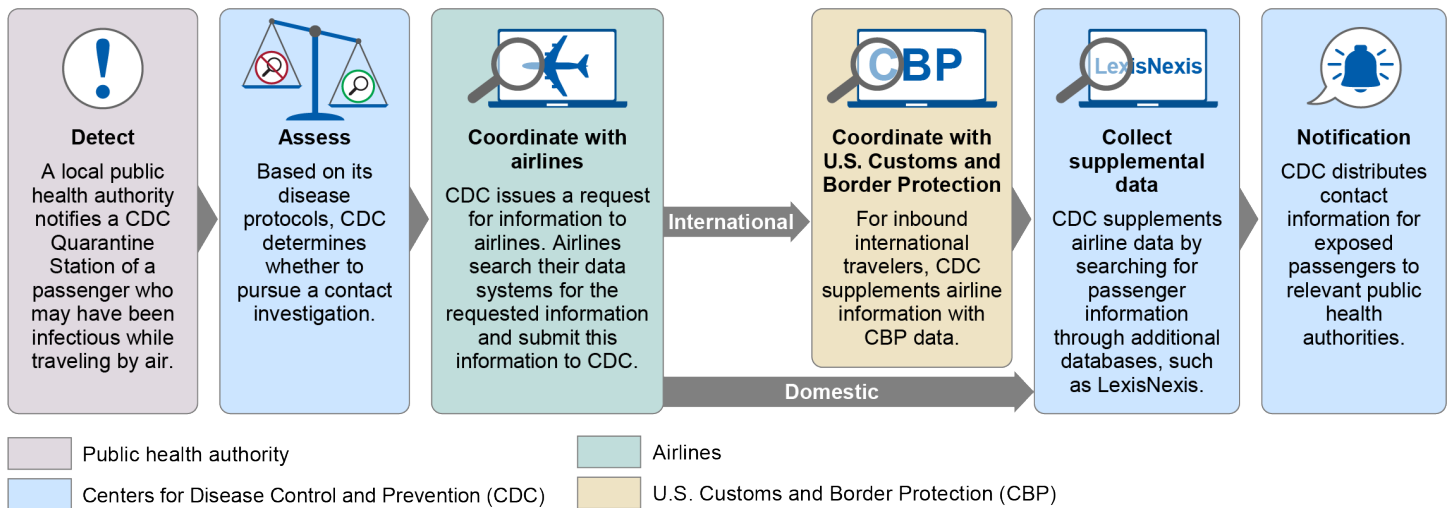 CBP
LexisNexis
Detect
A local public
health authority
notifies a CDC
Quarantine
Station of a
passenger who
may have been
infectious while
traveling by air.
Assess
Based on its
disease
protocols, CDC
determines
whether to
pursue a contact
investigation.
Coordinate with
airlines
CDC issues a request
for information to
airlines. Airlines
search their data
systems for the
requested information
and submit this
information to CDC.
International
Domestic
Coordinate with
U.S. Customs and
Border Protection
For inbound
international
travelers, CDC
supplements airline
information with
CBP data.
Collect
supplemental
data
CDC supplements
airline data by
searching for
passenger
information
through additional
databases, such
as LexisNexis.
Notification
CDC distributes
contact
information for
exposed
passengers to
relevant public
health
authorities.
Public health authority
Centers for Disease Control and Prevention (CDC)
Airlines
U.S. Customs and Border Protection (CBP)